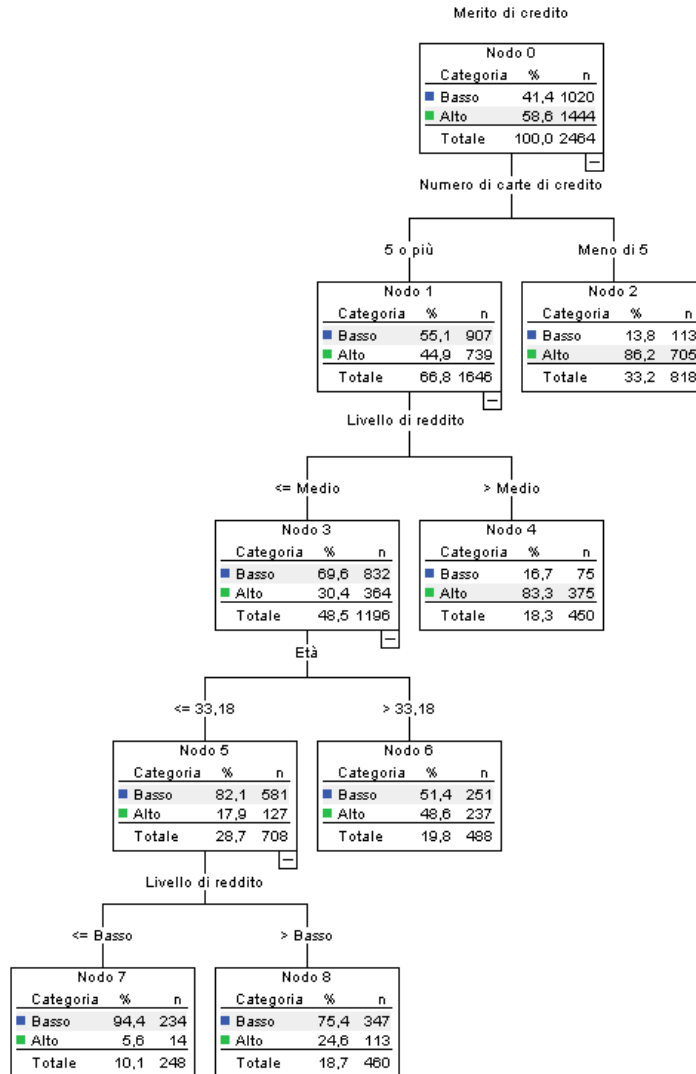 Merito di credito
Nodo 0
Categoria % n
Basso 41,4 1020
Alto 58,6 1444
Totale 100,0 2464
Numero di carte di credito
5 o più
Meno di 5
Nodo 1
Categoria % n
Basso 55,1 907
Alto 44,9 739
Totale 66,8 1646
Nodo 2
Categoria % n
Basso 13,8 113
Alto 86,2 705
Totale 33,2 818
Livello di reddito
<= Medio
> Medio
Nodo 3
Categoria % n
Basso 69,6 832
Alto 30,4 364
Totale 48,5 1196
Nodo 4
Categoria % n
Basso 16,7 75
Alto 83,3 375
Totale 18,3 450
Età
<= 33,18
> 33,18
Nodo 5
Categoria % n
Basso 82,1 581
Alto 17,9 127
Totale 28,7 708
Nodo 6
Categoria % n
Basso 51,4 251
Alto 48,6 237
Totale 19,8 488
Livello di reddito
<= Basso
> Basso
Nodo 7
Categoria % n
Basso 94,4 234
Alto 5,6 14
Totale 10,1 248
Nodo 8
Categoria % n
Basso 75,4 347
Alto 24,6 113
Totale 18,7 460